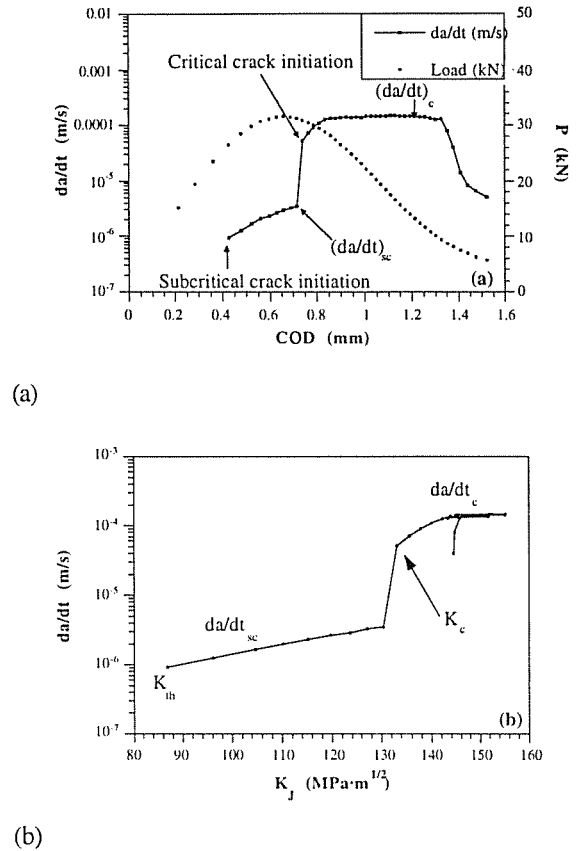 0.01
0.001
0.0001
10⁻⁵
10⁻⁶
10⁻⁷
da/dt (m/s)
50
40
30
20
10
0
P (kN)
da/dt (m/s)
Load (kN)
Critical crack initiation
(da/dt)c
(da/dt)sc
Subcritical crack initiation
(a)
0 0.2 0.4 0.6 0.8 1 1.2 1.4 1.6
COD (mm)
(a)
10⁻³
10⁻⁴
10⁻⁵
10⁻⁶
10⁻⁷
da/dt (m/s)
da/dtc
Kc
da/dtsc
Kth
(b)
80 90 100 110 120 130 140 150 160
KJ (MPa·m1/2)
(b)